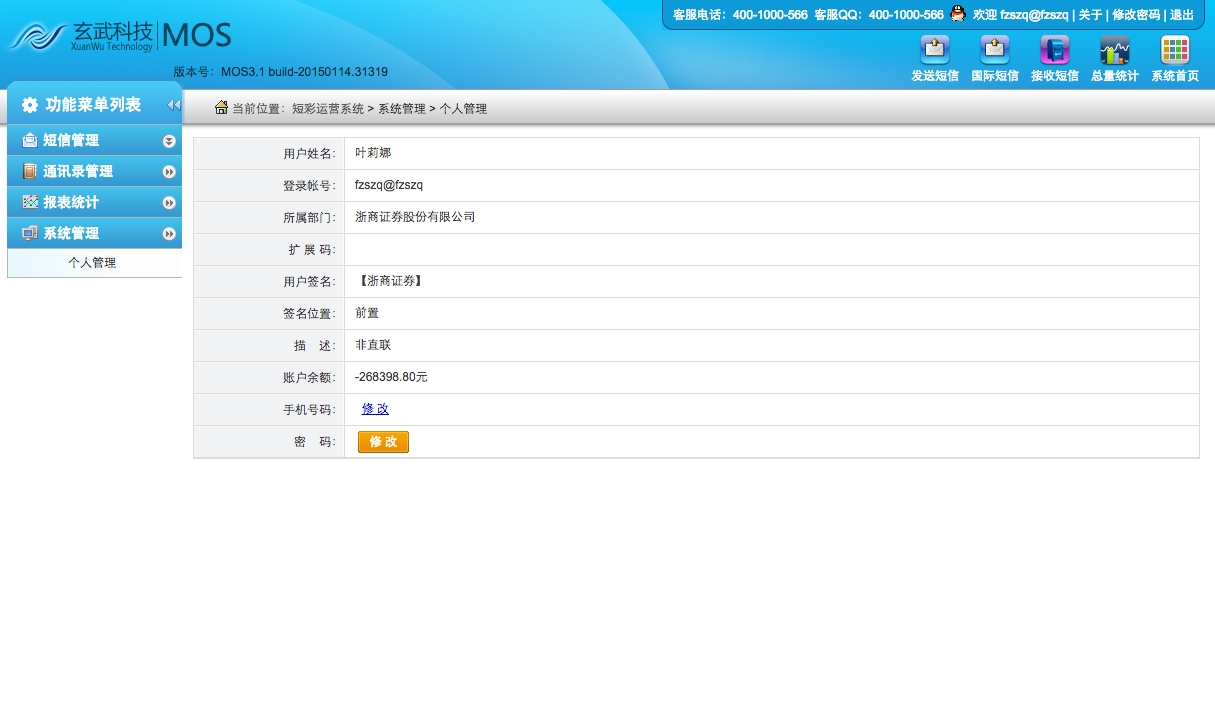 客服电话：400-1000-566 客服QQ：400-1000-566 欢迎 fzszq@fzszq | 关于 | 修改密码 | 退出
玄武科技 XuanWu Technology MOS
版本号：MOS3.1 build-20150114.31319
发送短信 国际短信 接收短信 总量统计 系统首页
功能菜单列表
当前位置：短彩运营系统 > 系统管理 > 个人管理
短信管理
通讯录管理
报表统计
系统管理
个人管理
用户姓名: 叶莉娜
登录帐号: fzszq@fzszq
所属部门: 浙商证券股份有限公司
扩 展 码:
用户签名: 【浙商证券】
签名位置: 前置
描 述: 非直联
账户余额: -268398.80元
手机号码: 修 改
密 码: 修 改